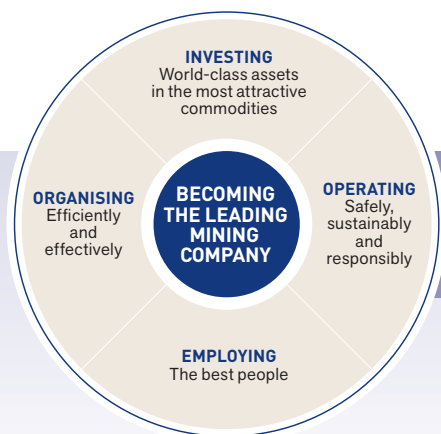 INVESTING
World-class assets
in the most attractive
commodities
ORGANISING
Efficiently
and
effectively
BECOMING
THE LEADING
MINING
COMPANY
OPERATING
Safely,
sustainably
and
responsibly
EMPLOYING
The best people